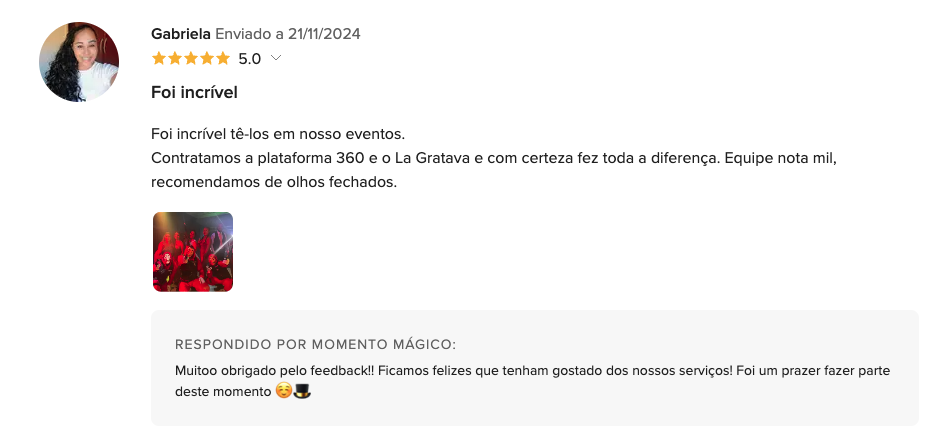 Gabriela Enviado a 21/11/2024
5.0
Foi incrível
Foi incrível tê-los em nosso eventos.
Contratamos a plataforma 360 e o La Gratava e com certeza fez toda a diferença. Equipe nota mil,
recomendamos de olhos fechados.
RESPONDIDO POR MOMENTO MÁGICO:
Muitoo obrigado pelo feedback!! Ficamos felizes que tenham gostado dos nossos serviços! Foi um prazer fazer parte
deste momento ☺️🎩